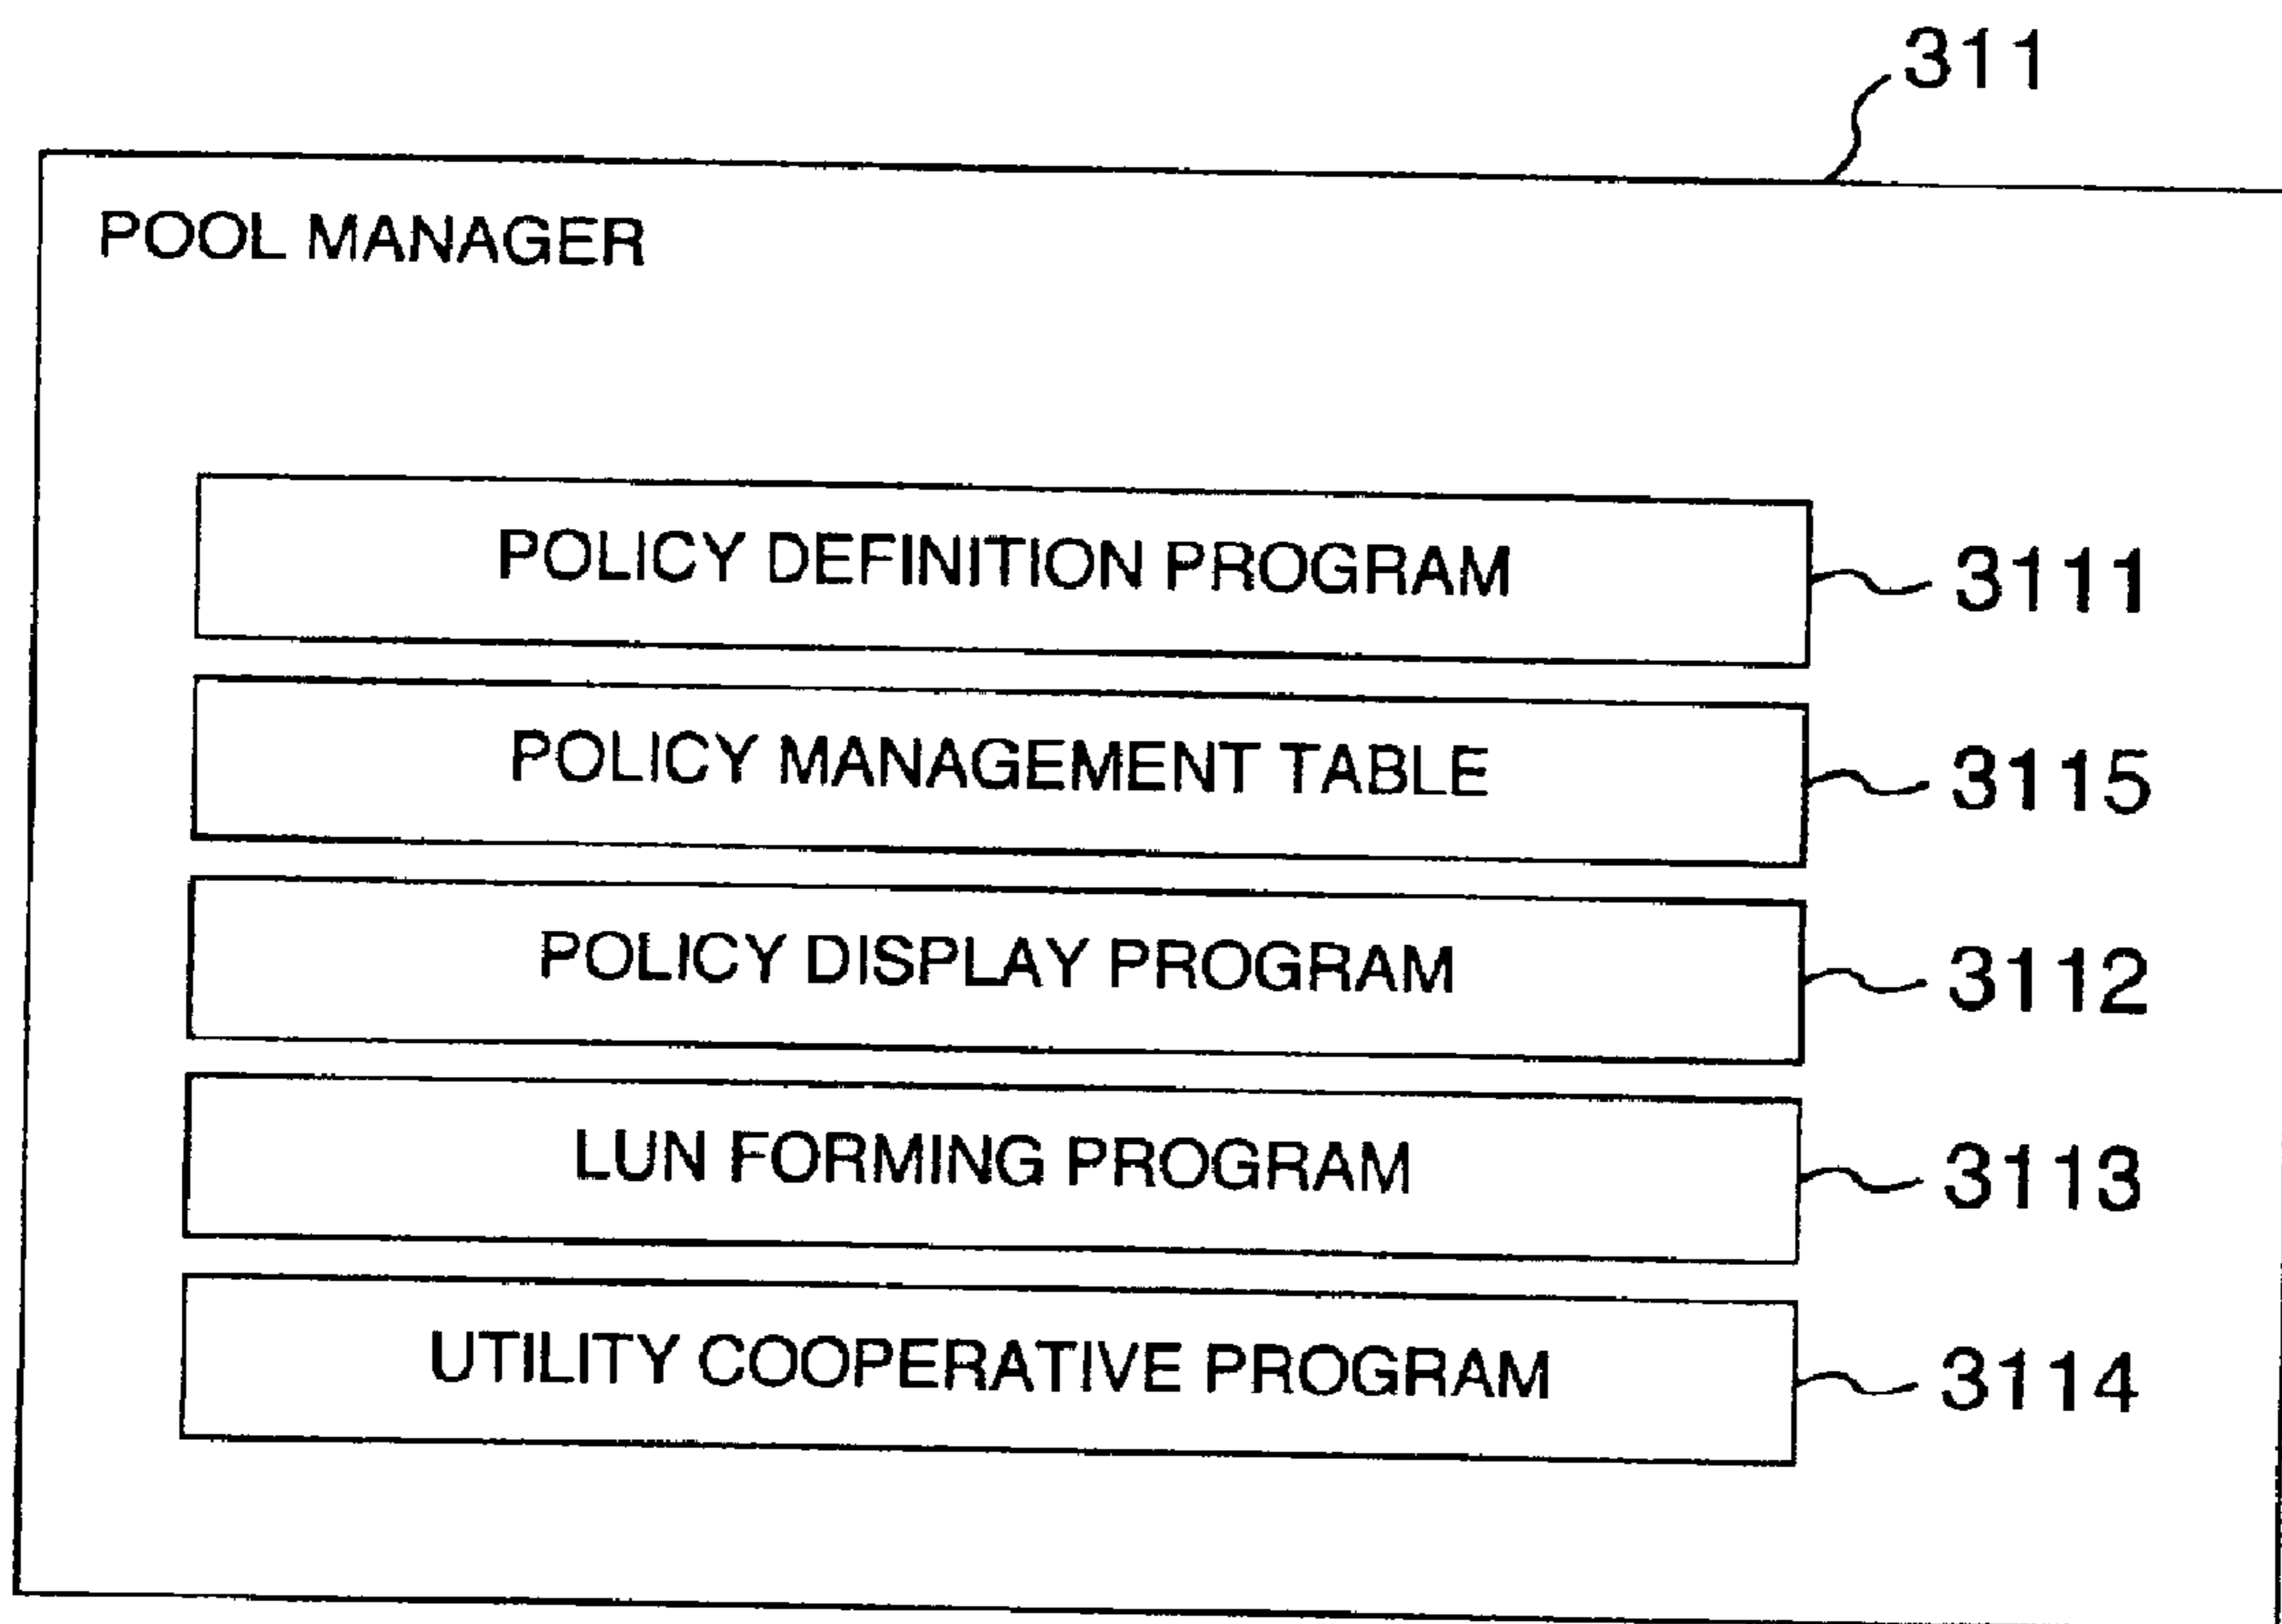 311
POOL MANAGER
POLICY DEFINITION PROGRAM 3111
POLICY MANAGEMENT TABLE 3115
POLICY DISPLAY PROGRAM 3112
LUN FORMING PROGRAM 3113
UTILITY COOPERATIVE PROGRAM 3114